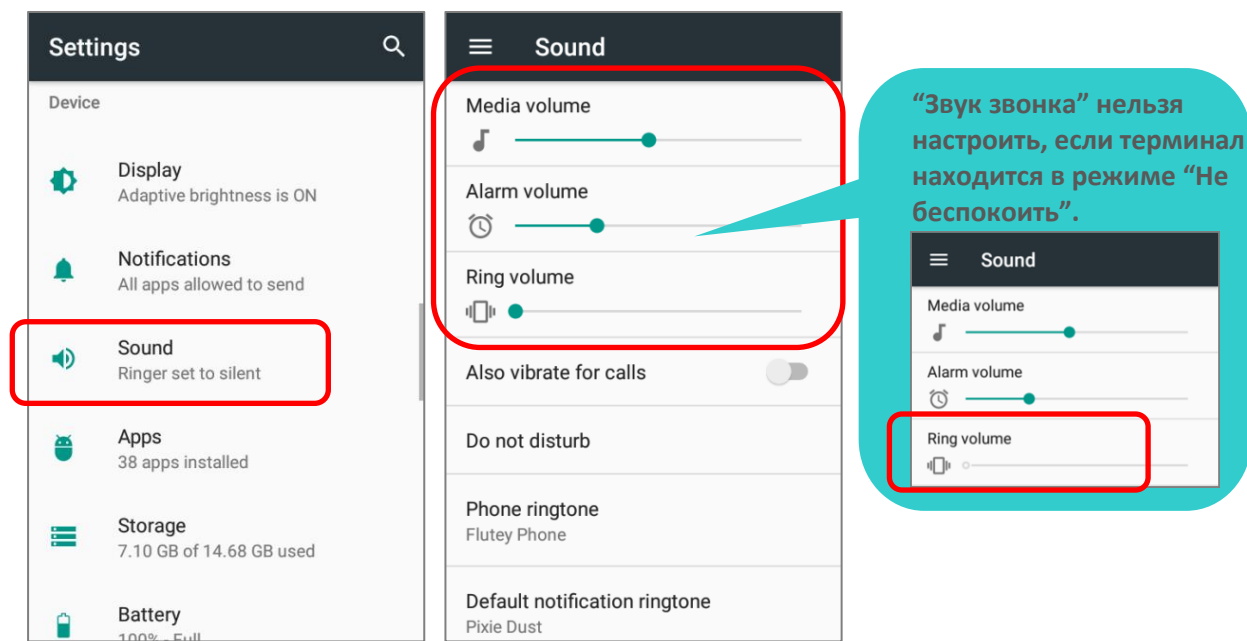 Settings
Device
Display
Adaptive brightness is ON
Notifications
All apps allowed to send
Sound
Ringer set to silent
Apps
38 apps installed
Storage
7.10 GB of 14.68 GB used
Battery
100% - Full
Sound
Media volume
Alarm volume
Ring volume
Also vibrate for calls
Do not disturb
Phone ringtone
Flutey Phone
Default notification ringtone
Pixie Dust
“Звук звонка” нельзя
настроить, если терминал
находится в режиме “Не
беспокоить”.
Sound
Media volume
Alarm volume
Ring volume